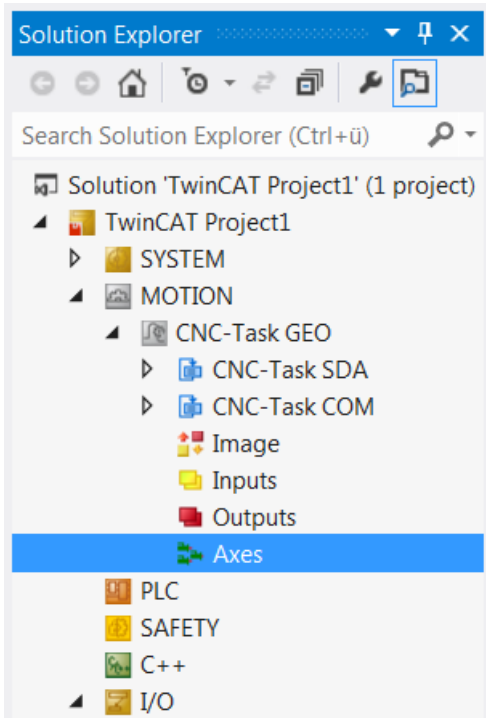 Solution Explorer
Search Solution Explorer (Ctrl+ü)
Solution 'TwinCAT Project1' (1 project)
TwinCAT Project1
SYSTEM
MOTION
CNC-Task GEO
CNC-Task SDA
CNC-Task COM
Image
Inputs
Outputs
Axes
PLC
SAFETY
C++
I/O